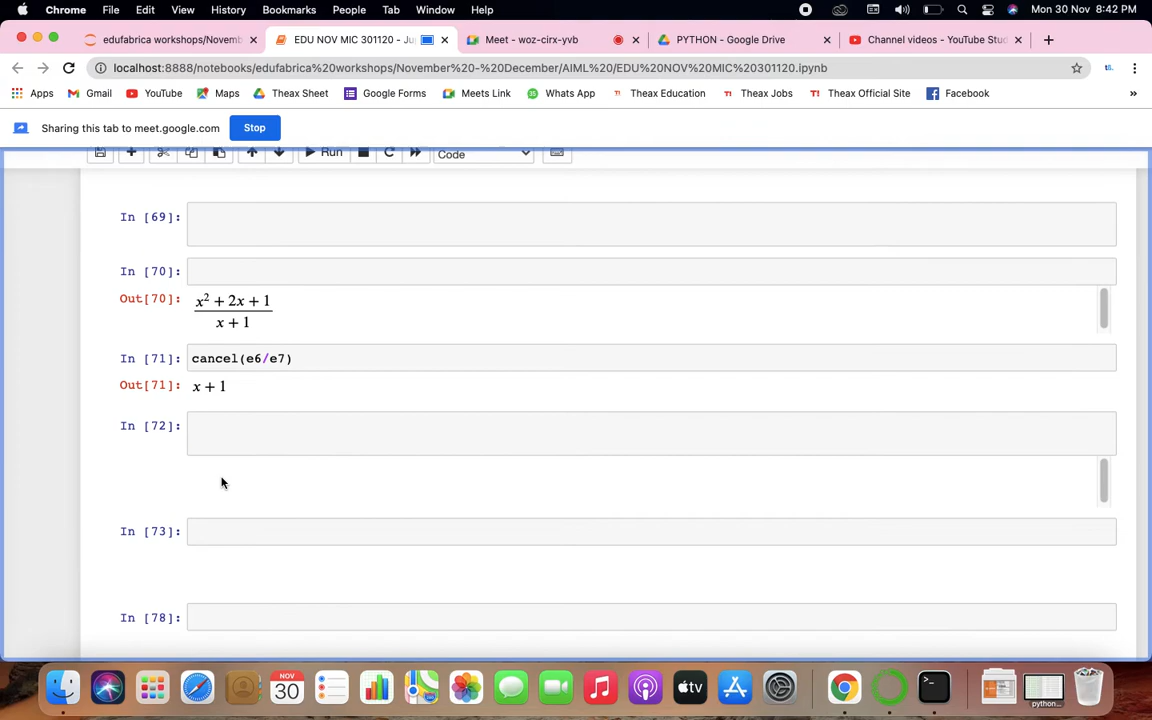 Chrome File Edit View History Bookmarks People Tab Window Help Mon 30 Nov 8:42 PM
edufabrica workshops/Novemb EDU NOV MIC 301120 - Ju Meet - woz-cirx-yvb PYTHON - Google Drive Channel videos - YouTube Stud
localhost:8888/notebooks/edufabrica%20workshops/November%20-%20December/AIML%20/EDU%20NOV%20MIC%20301120.ipynb
Apps Gmail YouTube Maps Theax Sheet Google Forms Meets Link Whats App Theax Education Theax Jobs Theax Official Site Facebook »
Sharing this tab to meet.google.com Stop
Run Code
In [69]:
In [70]:
Out[70]: x² + 2x + 1
x + 1
In [71]: cancel(e6/e7)
Out[71]: x + 1
In [72]:
In [73]:
In [78]:
NOV
30
tv
python...